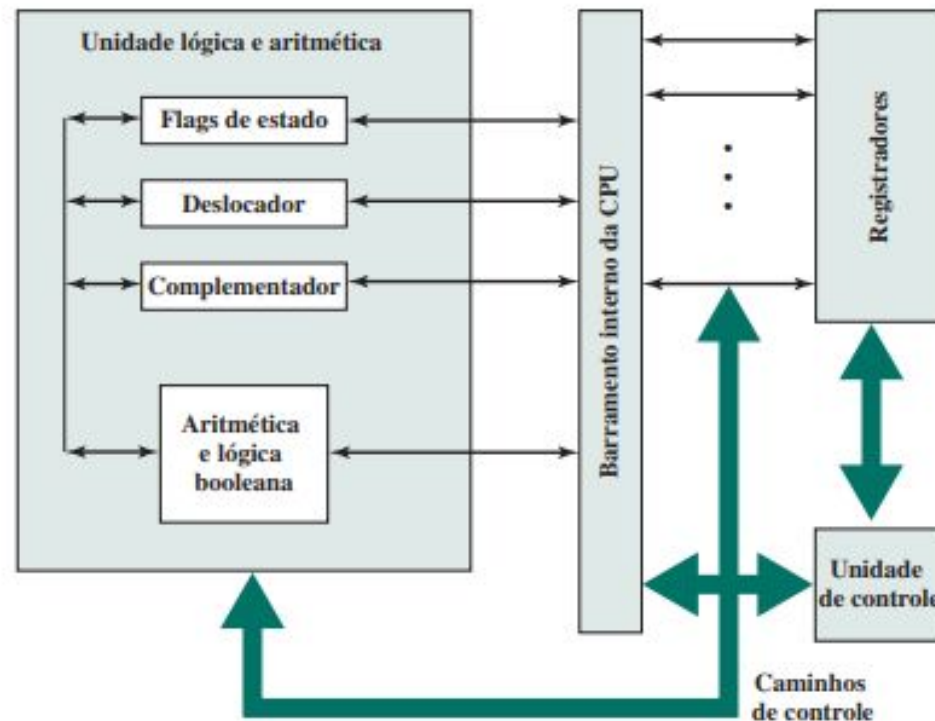 Unidade lógica e aritmética
Flags de estado
Deslocador
Complementador
Aritmética
e lógica
booleana
Barramento interno da CPU
Registradores
Unidade
de controle
Caminhos
de controle